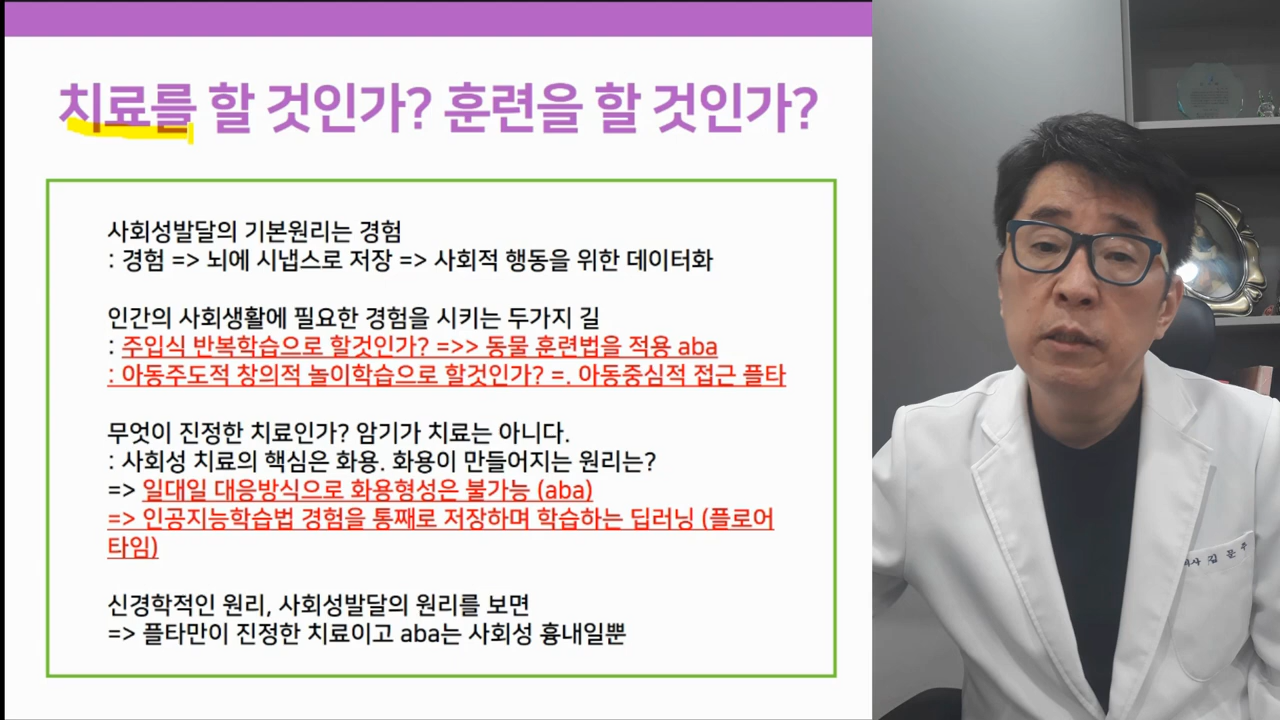 치료를 할 것인가? 훈련을 할 것인가?
사회성발달의 기본원리는 경험
: 경험 => 뇌에 시냅스로 저장 => 사회적 행동을 위한 데이터화
인간의 사회생활에 필요한 경험을 시키는 두가지 길
: 주입식 반복학습으로 할것인가? =>> 동물 훈련법을 적용 aba
: 아동주도적 창의적 놀이학습으로 할것인가? =. 아동중심적 접근 플타
무엇이 진정한 치료인가? 암기가 치료는 아니다.
: 사회성 치료의 핵심은 화용. 화용이 만들어지는 원리는?
=> 일대일 대응방식으로 화용형성은 불가능 (aba)
=> 인공지능학습법 경험을 통째로 저장하며 학습하는 딥러닝 (플로어
타임)
신경학적인 원리, 사회성발달의 원리를 보면
=> 플타만이 진정한 치료이고 aba는 사회성 흉내일뿐
김문주